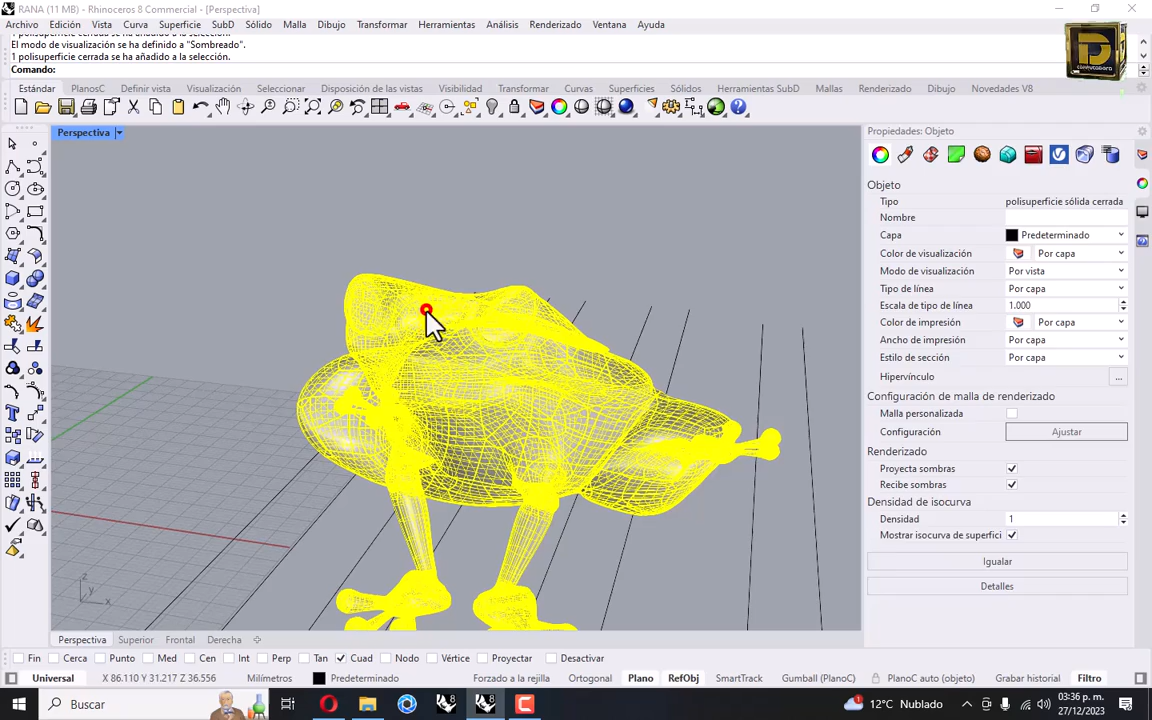 RANA (11 MB) - Rhinoceros 8 Commercial - [Perspectiva]
Archivo Edición Vista Curva Superficie SubD Sólido Malla Dibujo Transformar Herramientas Análisis Renderizado Ventana Ayuda
El modo de visualización se ha definido a "Sombreado".
1 polisuperficie cerrada se ha añadido a la selección.
Comando:
Estándar PlanosC Definir vista Visualización Seleccionar Disposición de las vistas Visibilidad Transformar Curvas Superficies Sólidos Herramientas SubD Mallas Renderizado Dibujo Novedades V8
Perspectiva
Propiedades: Objeto
Objeto
Tipo polisuperficie sólida cerrada
Nombre
Capa Predeterminado
Color de visualización Por capa
Modo de visualización Por vista
Tipo de línea Por capa
Escala de tipo de línea 1.000
Color de impresión Por capa
Ancho de impresión Por capa
Estilo de sección Por capa
Hipervínculo ...
Configuración de malla de renderizado
Malla personalizada
Configuración Ajustar
Renderizado
Proyecta sombras
Recibe sombras
Densidad de isocurva
Densidad 1
Mostrar isocurva de superfici
Igualar
Detalles
z
y
x
Perspectiva Superior Frontal Derecha
Fin Cerca Punto Med Cen Int Perp Tan Cuad Nodo Vértice Proyectar Desactivar
Universal X 86.110 Y 31.217 Z 36.556 Milímetros Predeterminado Forzado a la rejilla Ortogonal Plano RefObj SmartTrack Gumball (PlanoC) PlanoC auto (objeto) Grabar historial Filtro
Buscar 12°C Nublado 03:36 p. m.
27/12/2023